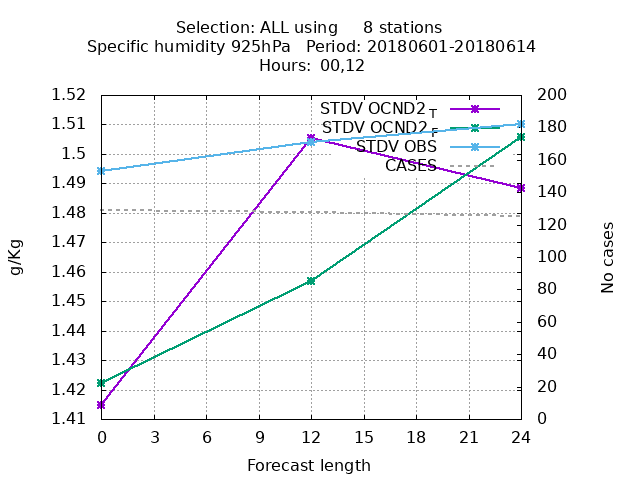 Selection: ALL using     8 stations
Specific humidity 925hPa   Period: 20180601-20180614
Hours:  00,12
1.52
1.51
1.5
1.49
1.48
1.47
1.46
1.45
1.44
1.43
1.42
1.41
g/Kg
STDV OCND2 T
STDV OCND2 F
STDV OBS
CASES
200
180
160
140
120
100
80
60
40
20
0
No cases
0 3 6 9 12 15 18 21 24
Forecast length